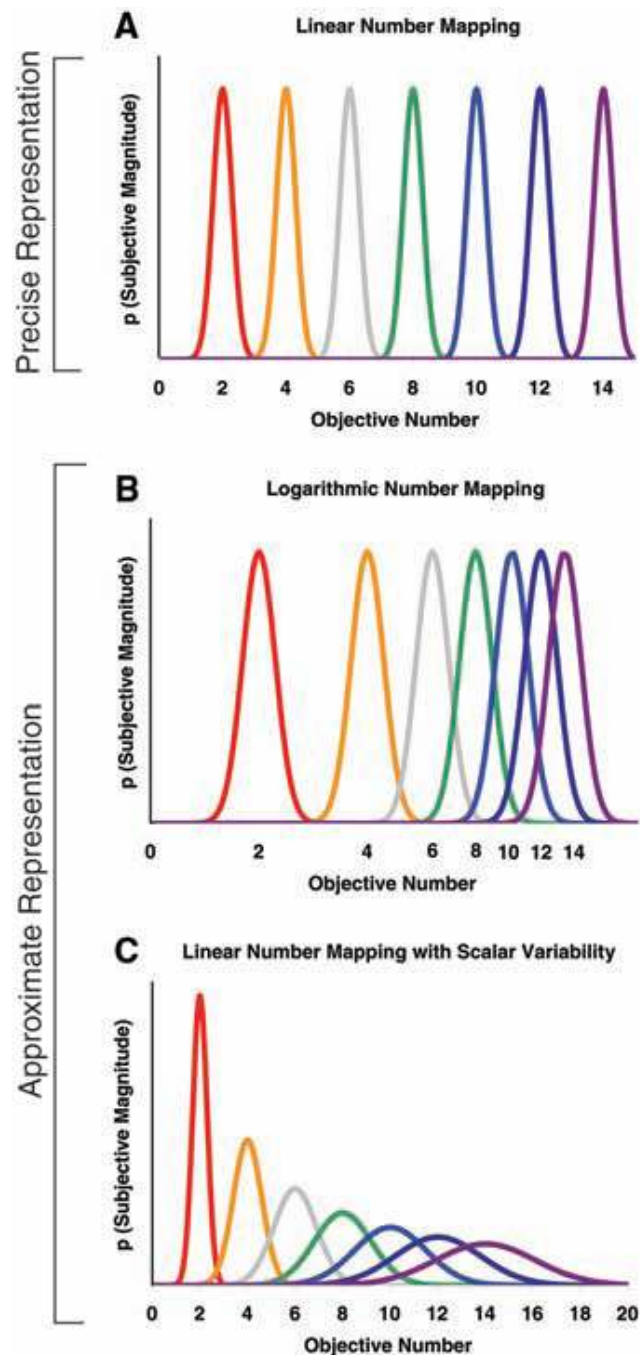 Precise Representation
A
Linear Number Mapping
p (Subjective Magnitude)
0 2 4 6 8 10 12 14
Objective Number
Approximate Representation
B
Logarithmic Number Mapping
p (Subjective Magnitude)
0 2 4 6 8 10 12 14
Objective Number
C
Linear Number Mapping with Scalar Variability
p (Subjective Magnitude)
0 2 4 6 8 10 12 14 16 18 20
Objective Number